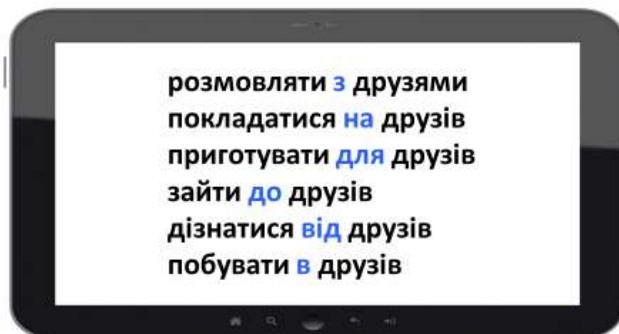 розмовляти з друзями
покладатися на друзів
приготувати для друзів
зайти до друзів
дізнатися від друзів
побувати в друзів